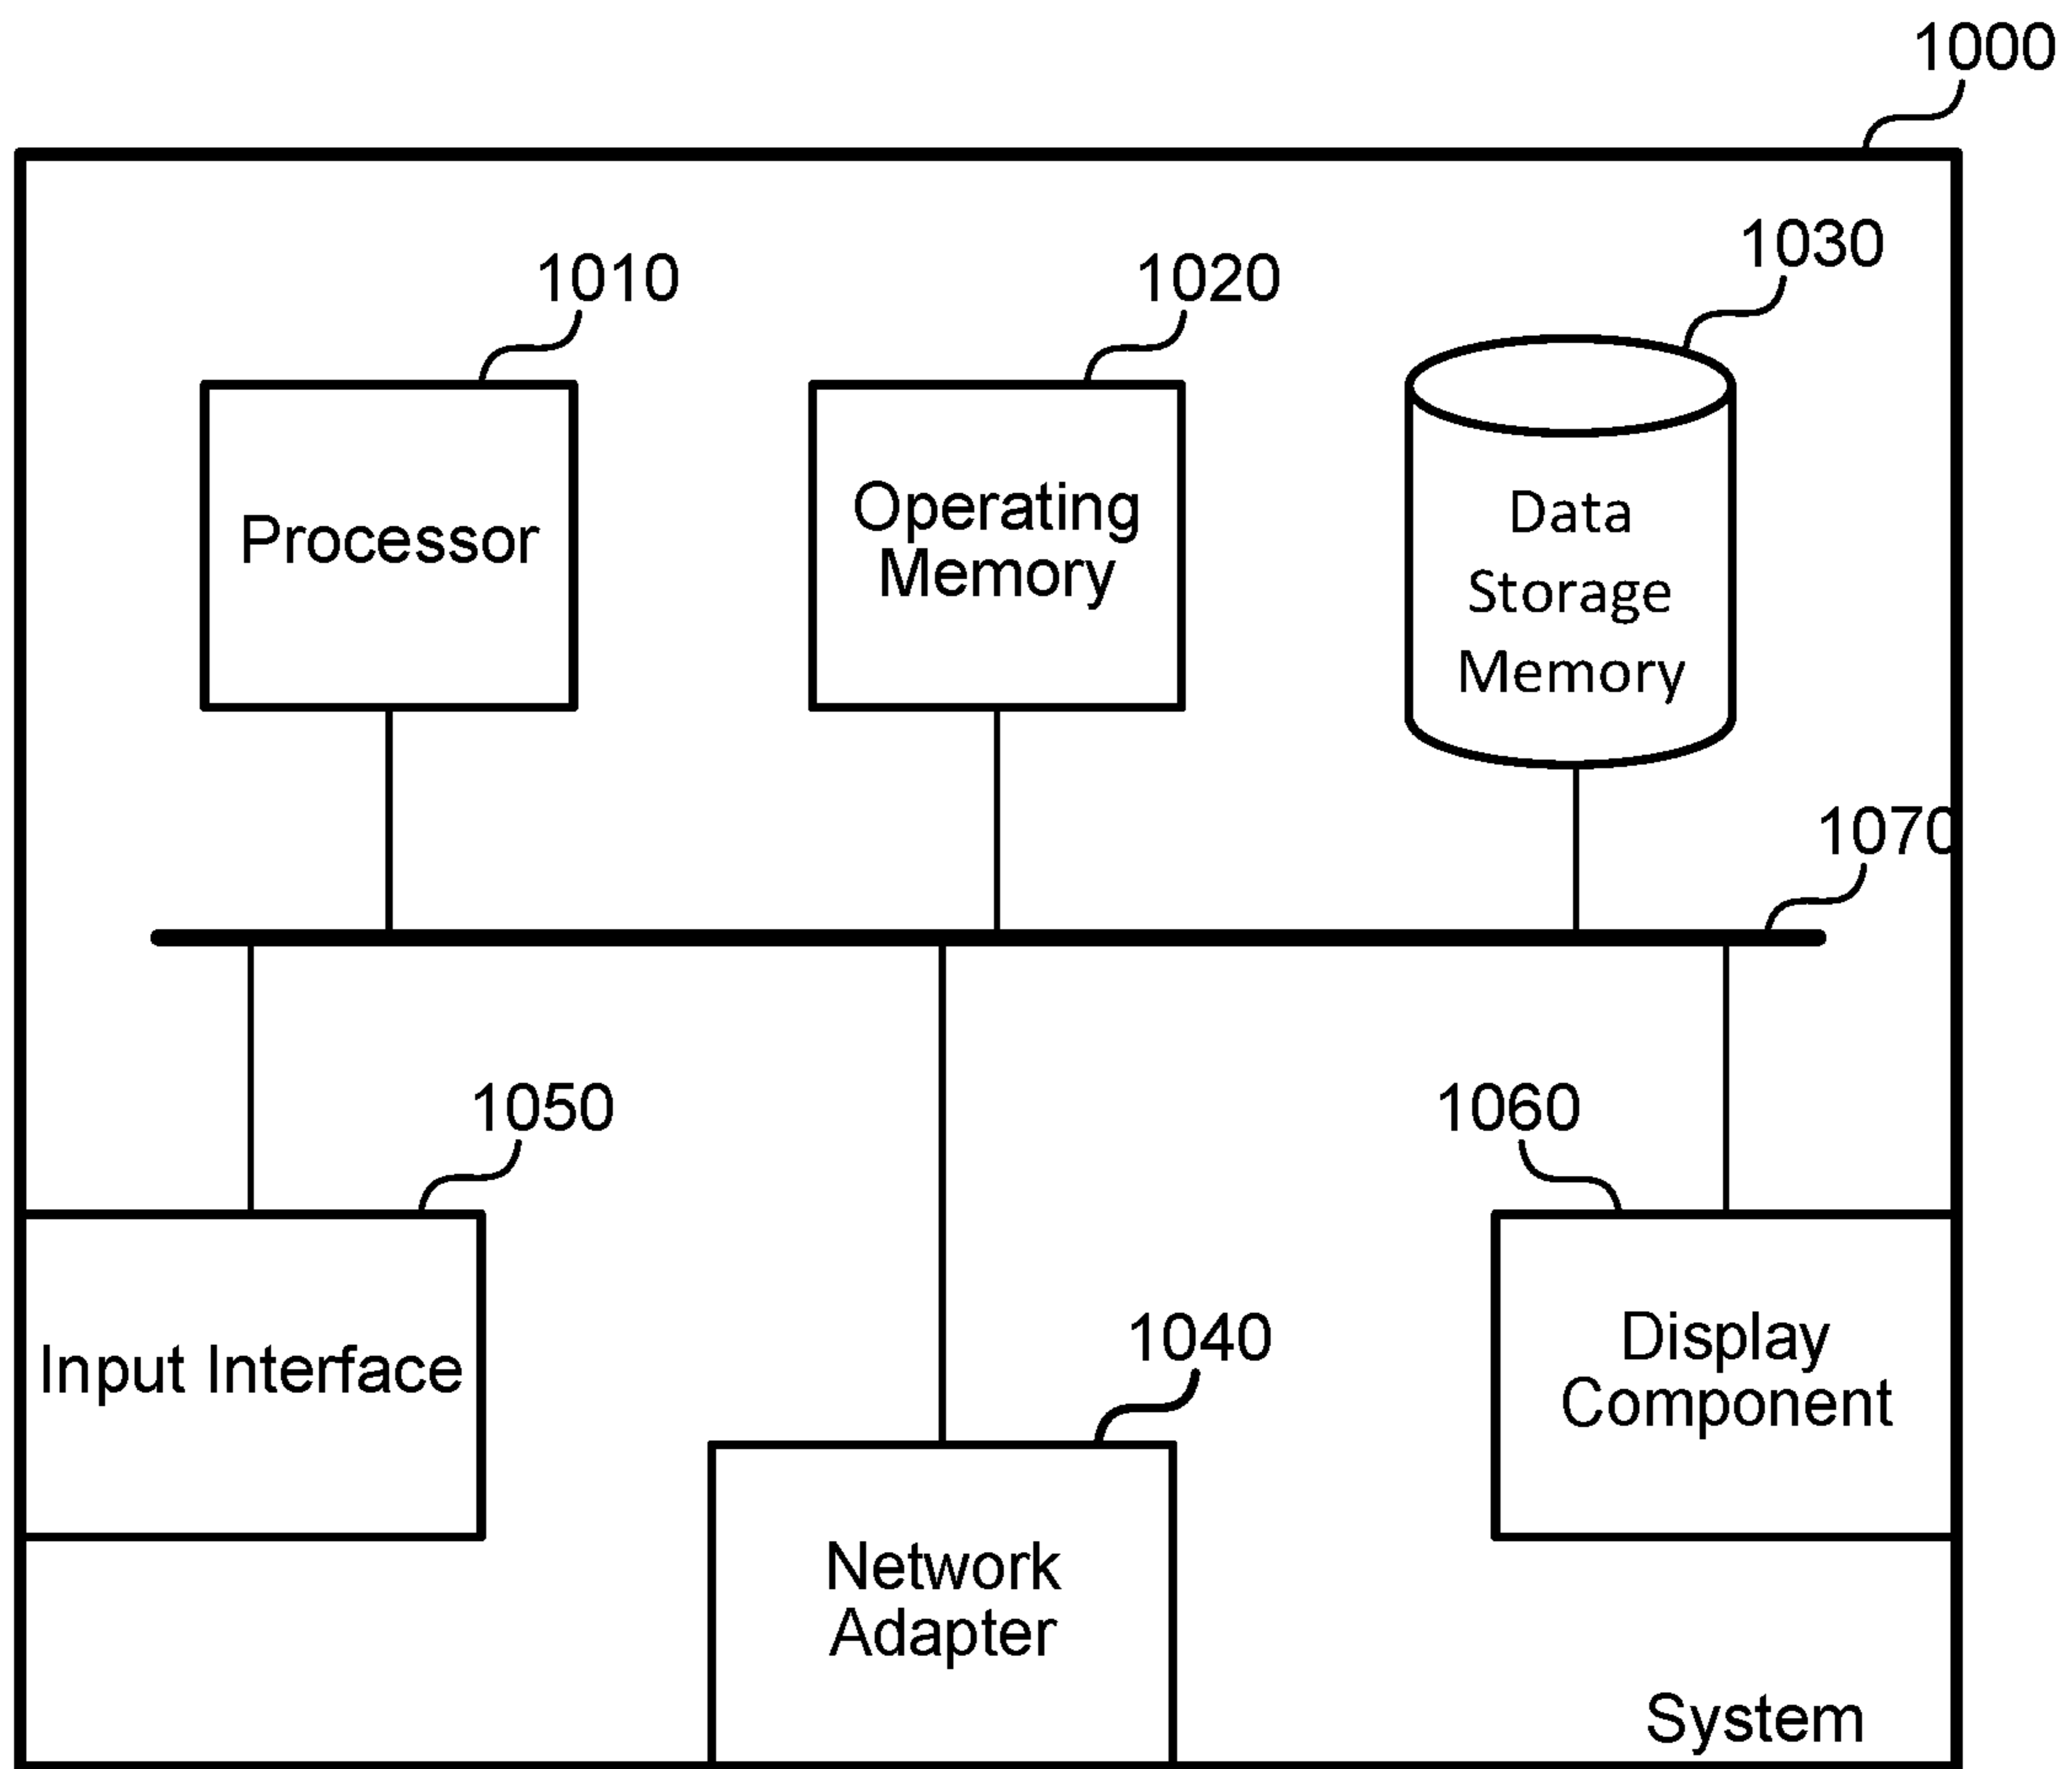 1000
1010
1020
1030
Processor
Operating
Memory
Data
Storage
Memory
1070
1050
1060
Input Interface
1040
Display
Component
Network
Adapter
System